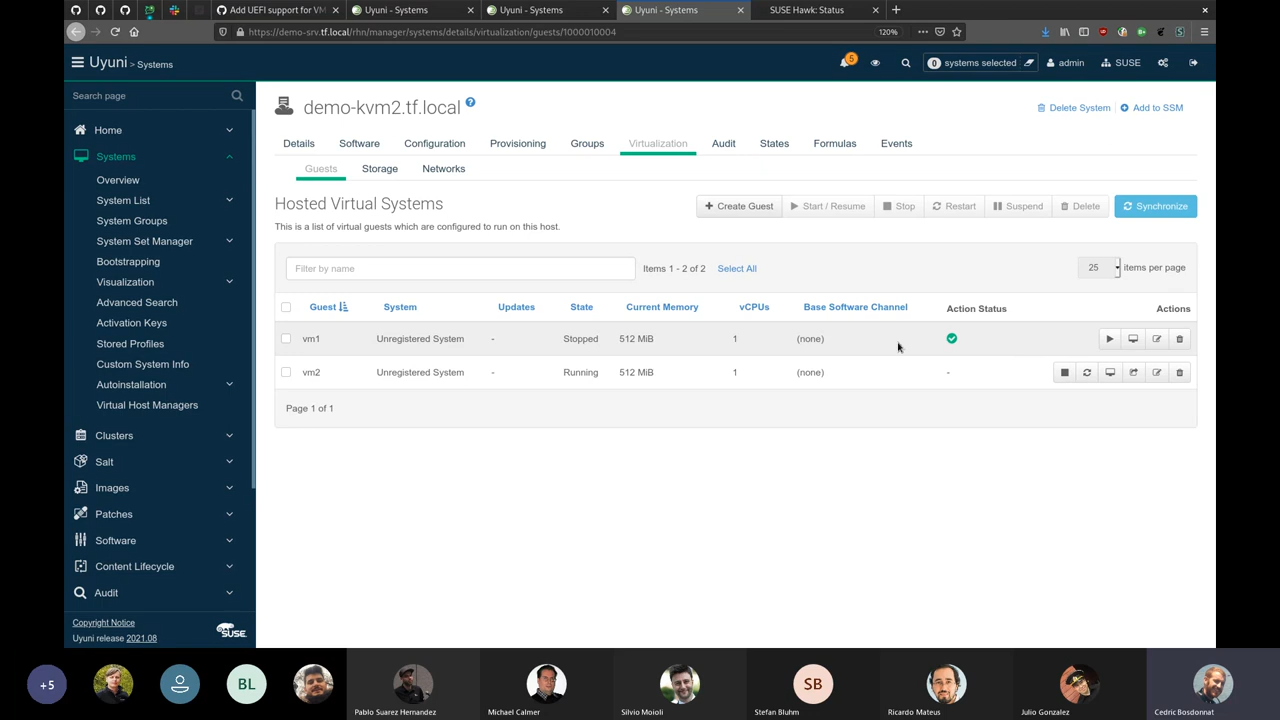 Add UEFI support for VM
Uyuni - Systems
Uyuni - Systems
Uyuni - Systems
SUSE Hawk: Status
https://demo-srv.tf.local/rhn/manager/systems/details/virtualization/guests/1000010004
120%
Uyuni > Systems
5
0 systems selected
admin
SUSE
Search page
Home
Systems
Overview
System List
System Groups
System Set Manager
Bootstrapping
Visualization
Advanced Search
Activation Keys
Stored Profiles
Custom System Info
Autoinstallation
Virtual Host Managers
Clusters
Salt
Images
Patches
Software
Content Lifecycle
Audit
Copyright Notice
Uyuni release 2021.08
SUSE
demo-kvm2.tf.local
Delete System
Add to SSM
Details Software Configuration Provisioning Groups Virtualization Audit States Formulas Events
Guests Storage Networks
Hosted Virtual Systems
Create Guest Start / Resume Stop Restart Suspend Delete Synchronize
This is a list of virtual guests which are configured to run on this host.
Filter by name
Items 1 - 2 of 2 Select All
25 items per page
Guest System Updates State Current Memory vCPUs Base Software Channel Action Status Actions
vm1 Unregistered System - Stopped 512 MiB 1 (none)
vm2 Unregistered System - Running 512 MiB 1 (none) -
Page 1 of 1
+5
BL
SB
Pablo Suarez Hernandez
Michael Calmer
Silvio Moioli
Stefan Bluhm
Ricardo Mateus
Julio Gonzalez
Cedric Bosdonnat